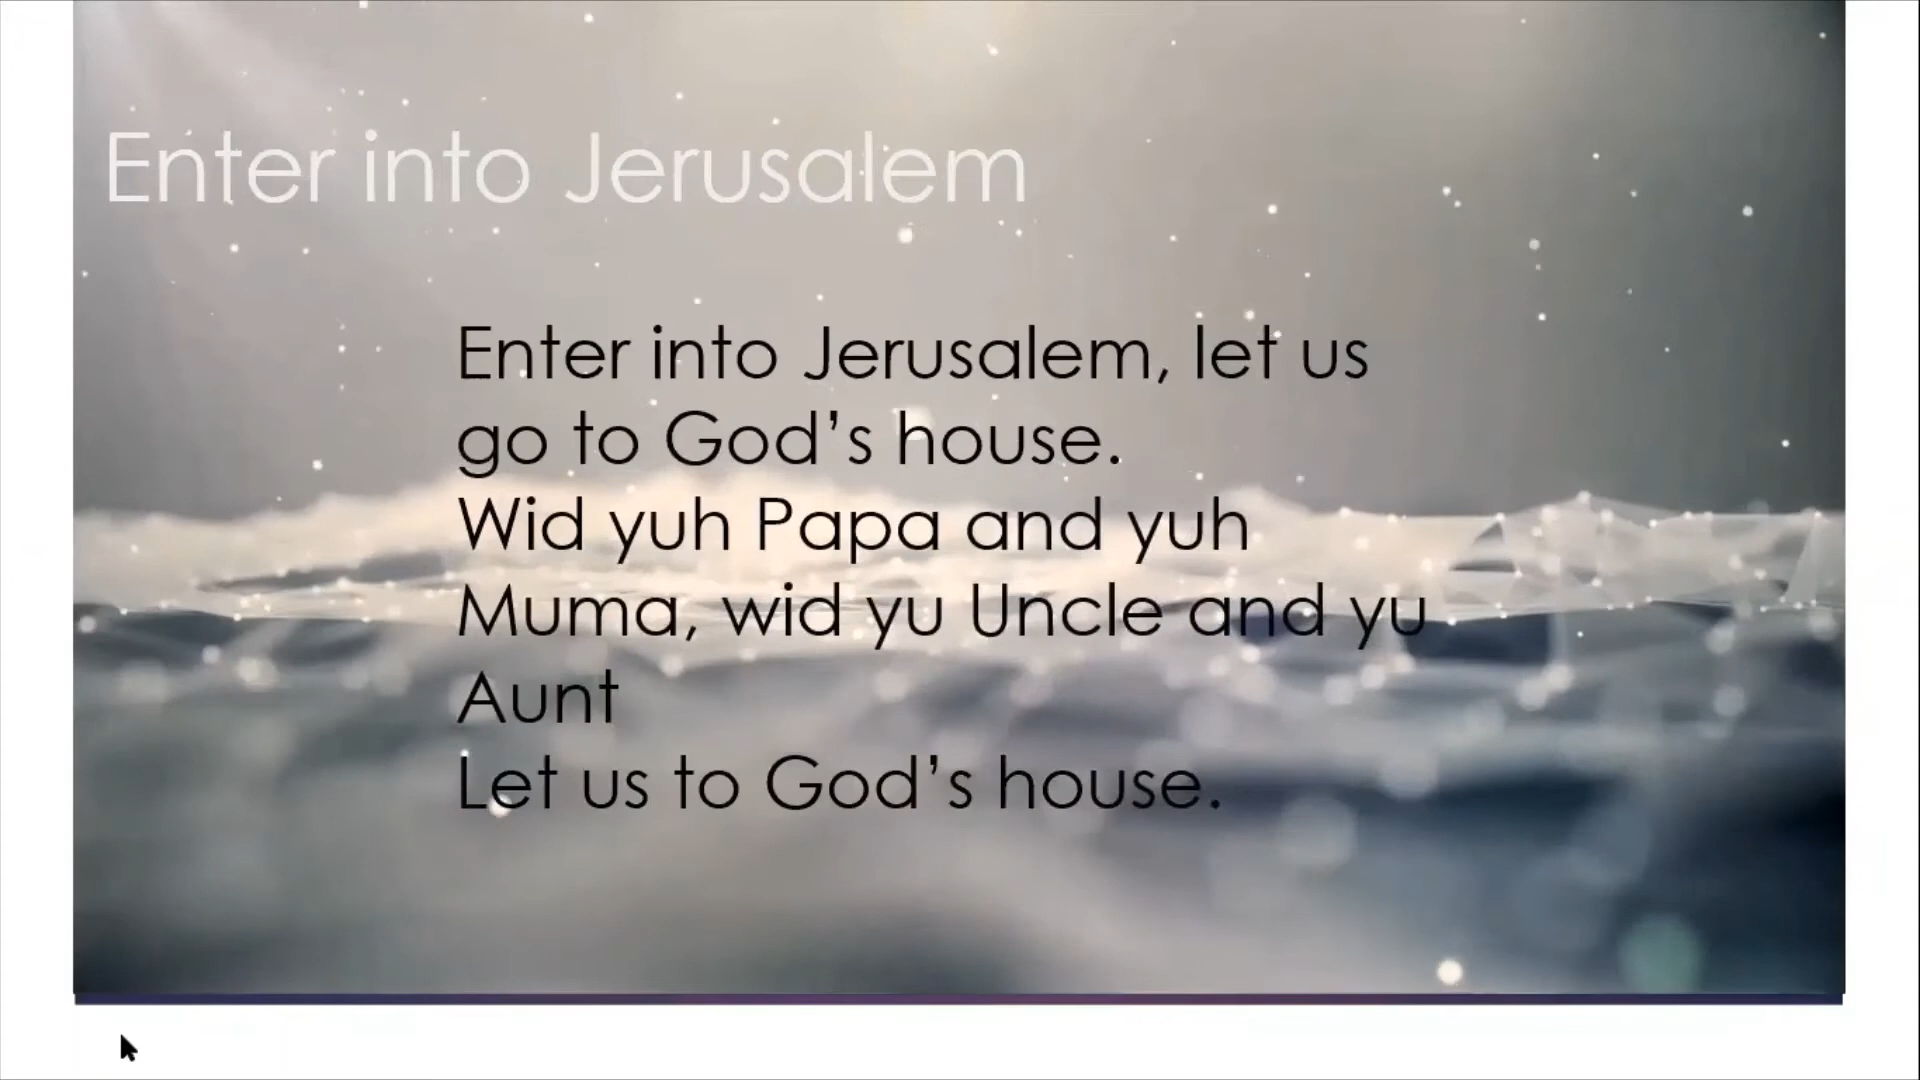 Enter into Jerusalem
Enter into Jerusalem, let us
go to God’s house.
Wid yuh Papa and yuh
Muma, wid yu Uncle and yu
Aunt
Let us to God’s house.